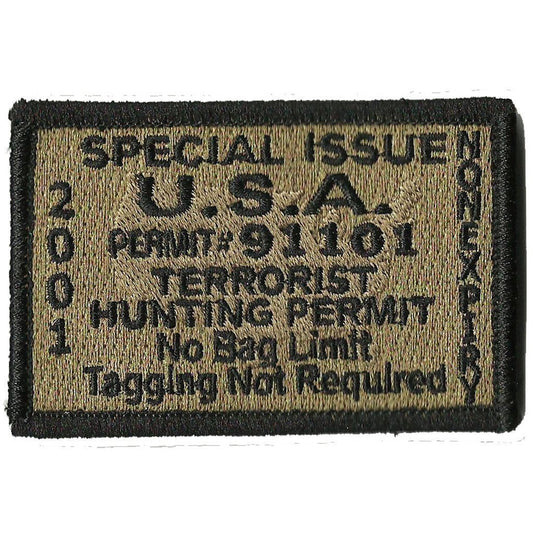 SPECIAL ISSUE
U.S.A.
PERMIT# 91101
TERRORIST
HUNTING PERMIT
No Bag Limit
Tagging Not Required
2001
NONEXPIRY